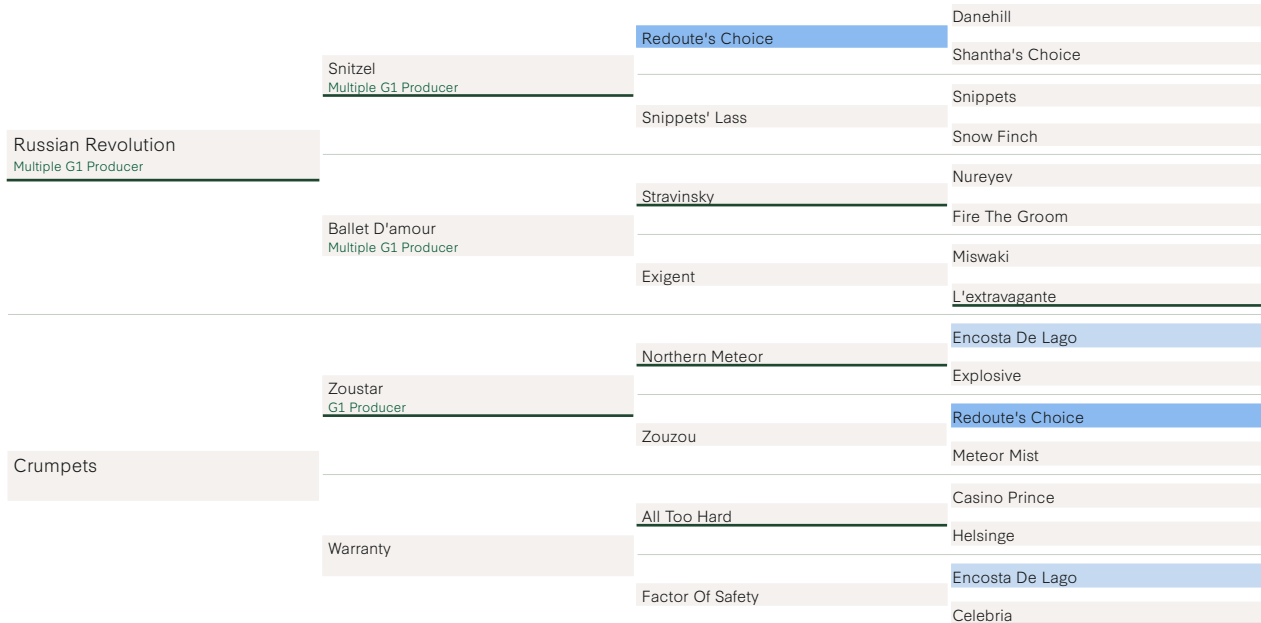 Danehill
Redoute's Choice
Shantha's Choice
Snitzel
Multiple G1 Producer
Snippets
Snippets' Lass
Snow Finch
Russian Revolution
Multiple G1 Producer
Nureyev
Stravinsky
Fire The Groom
Ballet D'amour
Multiple G1 Producer
Miswaki
Exigent
L'extravagante
Encosta De Lago
Northern Meteor
Explosive
Zoustar
G1 Producer
Redoute's Choice
Zouzou
Meteor Mist
Crumpets
Casino Prince
All Too Hard
Helsinge
Warranty
Encosta De Lago
Factor Of Safety
Celebria